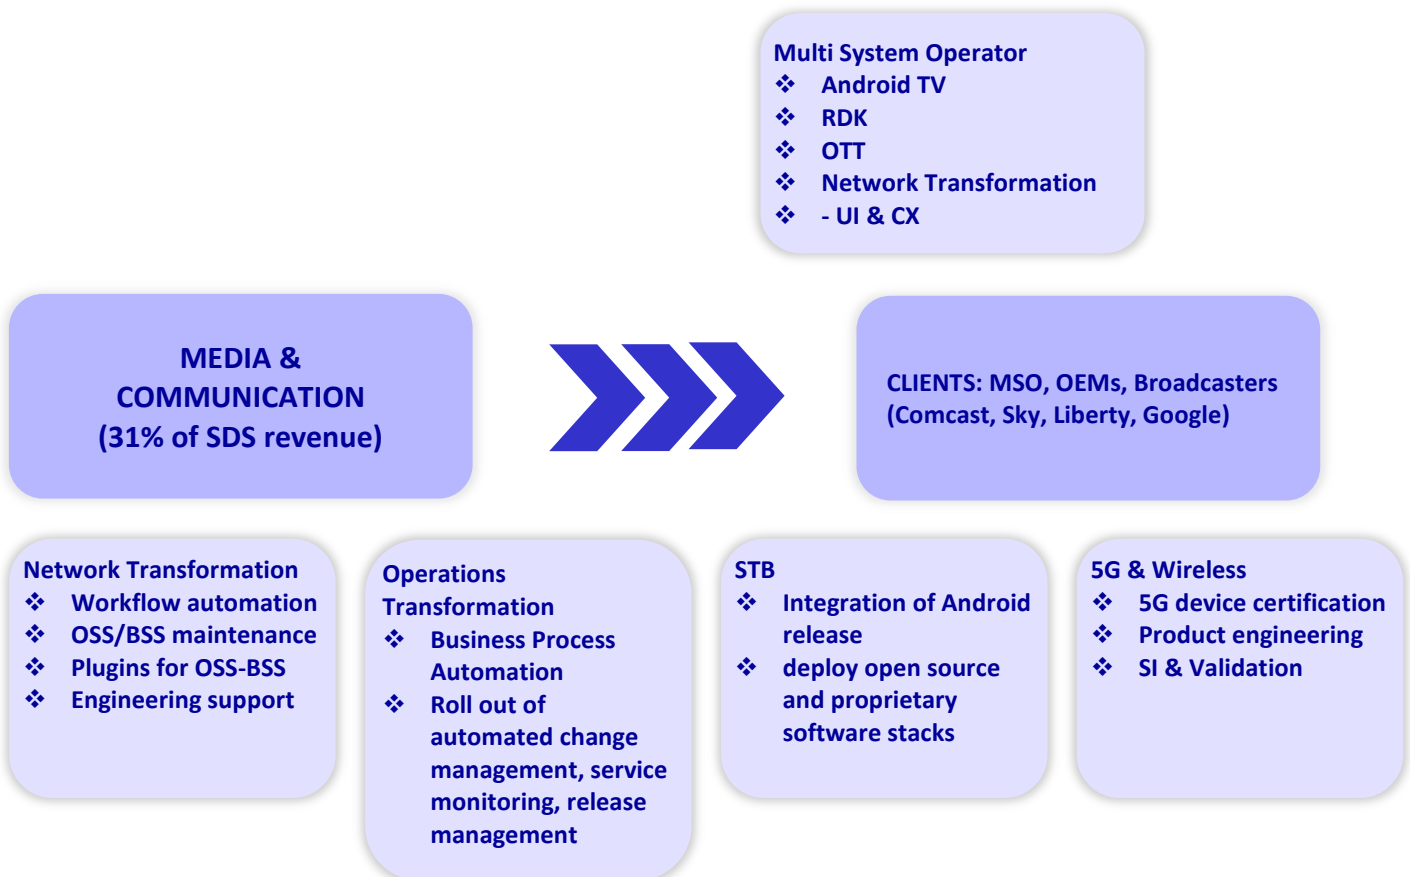 Multi System Operator
❖ Android TV
❖ RDK
❖ OTT
❖ Network Transformation
❖ - UI & CX
MEDIA &
COMMUNICATION
(31% of SDS revenue)
CLIENTS: MSO, OEMs, Broadcasters
(Comcast, Sky, Liberty, Google)
Network Transformation
❖ Workflow automation
❖ OSS/BSS maintenance
❖ Plugins for OSS-BSS
❖ Engineering support
Operations
Transformation
❖ Business Process
Automation
❖ Roll out of
automated change
management, service
monitoring, release
management
STB
❖ Integration of Android
release
❖ deploy open source
and proprietary
software stacks
5G & Wireless
❖ 5G device certification
❖ Product engineering
❖ SI & Validation